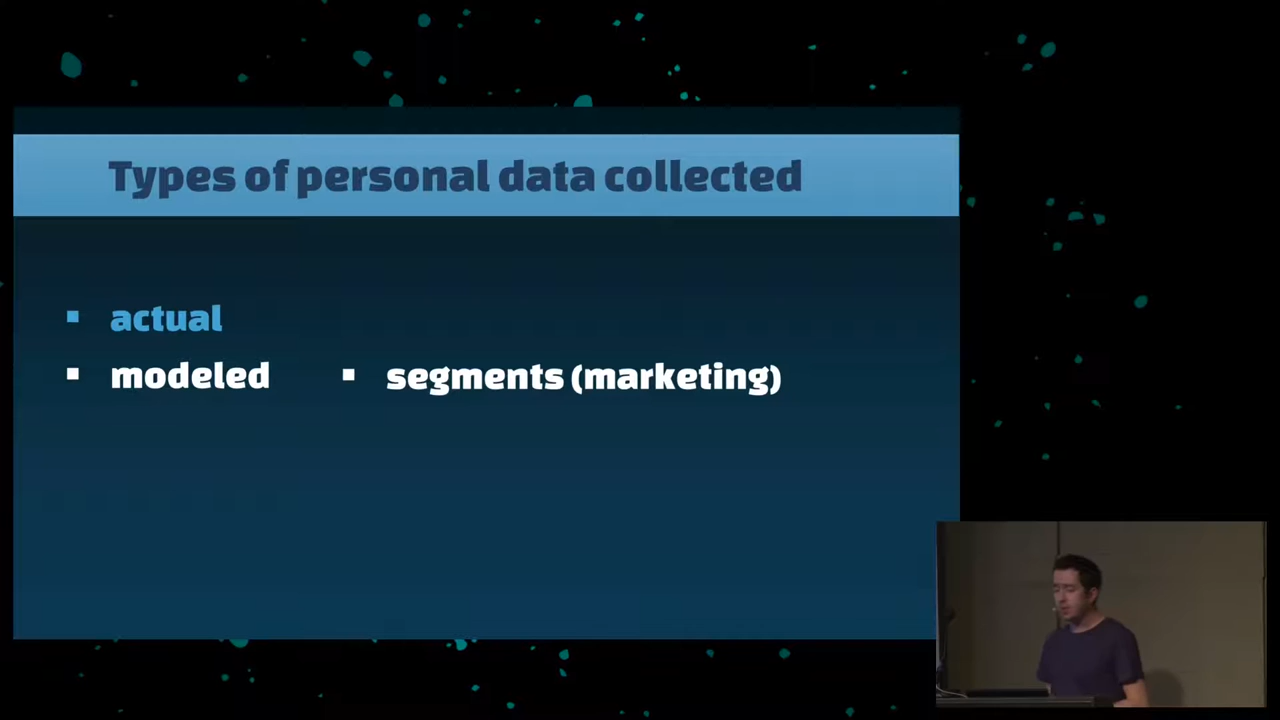 Types of personal data collected
▪ actual
▪ modeled ▪ segments (marketing)